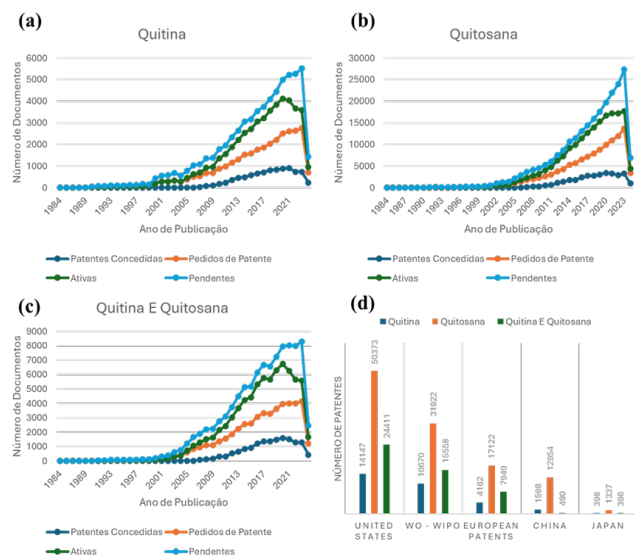 (a)
Quitina
Número de Documentos
6000
5000
4000
3000
2000
1000
0
1984
1989
1993
1997
2001
2005
2009
2013
2017
2021
Ano de Publicação
Patentes Concedidas
Pedidos de Patente
Ativas
Pendentes
(b)
Quitosana
Número de Documentos
30000
25000
20000
15000
10000
5000
0
1984
1987
1990
1993
1996
1999
2002
2005
2008
2011
2014
2017
2020
2023
Ano de Publicação
Patentes Concedidas
Pedidos de Patente
Ativas
Pendentes
(c)
Quitina E Quitosana
Número de Documentos
9000
8000
7000
6000
5000
4000
3000
2000
1000
0
1984
1989
1993
1997
2001
2005
2009
2013
2017
2021
Ano de Publicação
Patentes Concedidas
Pedidos de Patente
Ativas
Pendentes
(d)
Quitina
Quitosana
Quitina E Quitosana
NÚMERO DE PATENTES
14147
50373
24411
10670
31922
15558
4162
17122
7949
1598
12954
490
398
1337
396
UNITED
STATES
WO - WIPO
EUROPEAN
PATENTS
CHINA
JAPAN